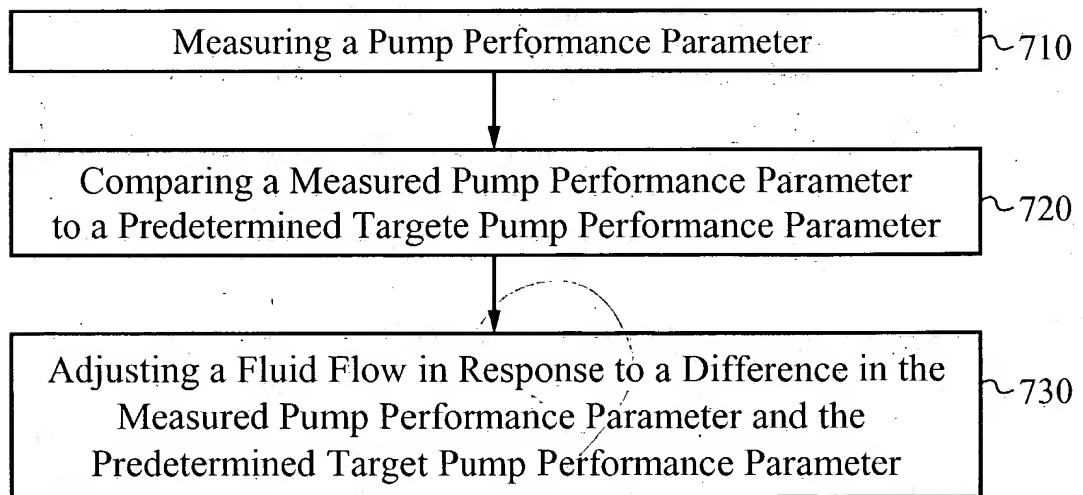 Measuring a Pump Performance Parameter
710
Comparing a Measured Pump Performance Parameter
to a Predetermined Targete Pump Performance Parameter
720
Adjusting a Fluid Flow in Response to a Difference in the
Measured Pump Performance Parameter and the
Predetermined Target Pump Performance Parameter
730